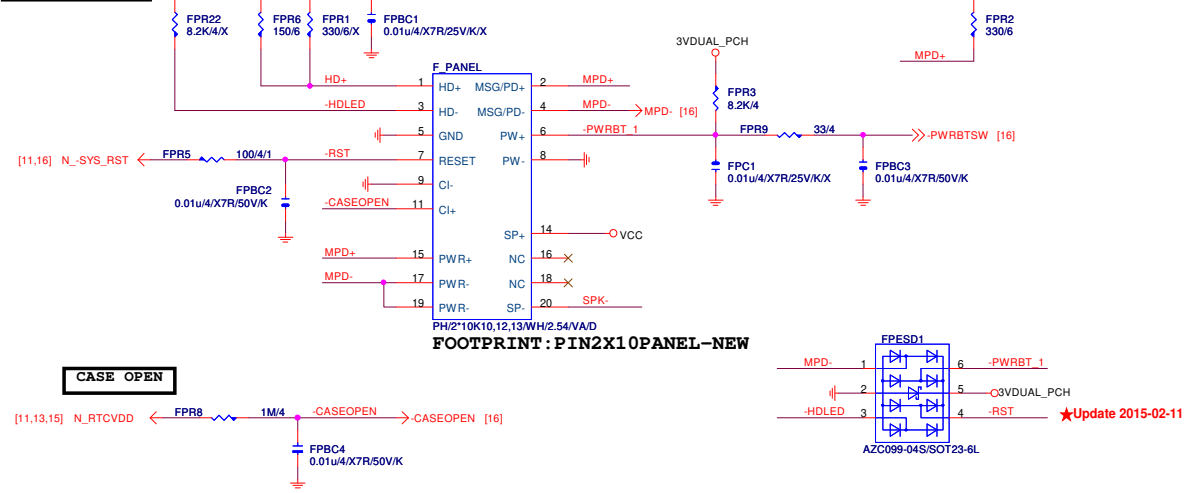 FPR22
8.2K/4/X
FPR6
150/6
FPR1
330/6/X
FPBC1
0.01u/4/X7R/25V/K/X
FPR2
330/6
MPD+
3VDUAL_PCH
F_PANEL
HD+ 1 HD+ MSG/PD+ 2 MPD+
-HDLED 3 HD- MSG/PD- 4 MPD- MPD- [16]
FPR3
8.2K/4
5 GND PW+ 6 -PWRBT_1 FPR9 33/4 -PWRBTSW [16]
[11,16] N_-SYS_RST FPR5 100/4/1 -RST 7 RESET PW- 8
FPC1
0.01u/4/X7R/25V/K/X
FPBC3
0.01u/4/X7R/50V/K
9 CI-
FPBC2
0.01u/4/X7R/50V/K
-CASEOPEN 11 CI+
SP+ 14 VCC
MPD+ 15 PWR+ NC 16
MPD- 17 PWR- NC 18
19 PWR- SP- 20 SPK-
PH/2*10K10,12,13/WH/2.54/VA/D
FOOTPRINT:PIN2X10PANEL-NEW
CASE OPEN
[11,13,15] N_RTCVDD FPR8 1M/4 -CASEOPEN -CASEOPEN [16]
FPBC4
0.01u/4/X7R/50V/K
FPESD1
MPD- 1 6 -PWRBT_1
2 5 3VDUAL_PCH
-HDLED 3 4 -RST ★Update 2015-02-11
AZC099-04S/SOT23-6L